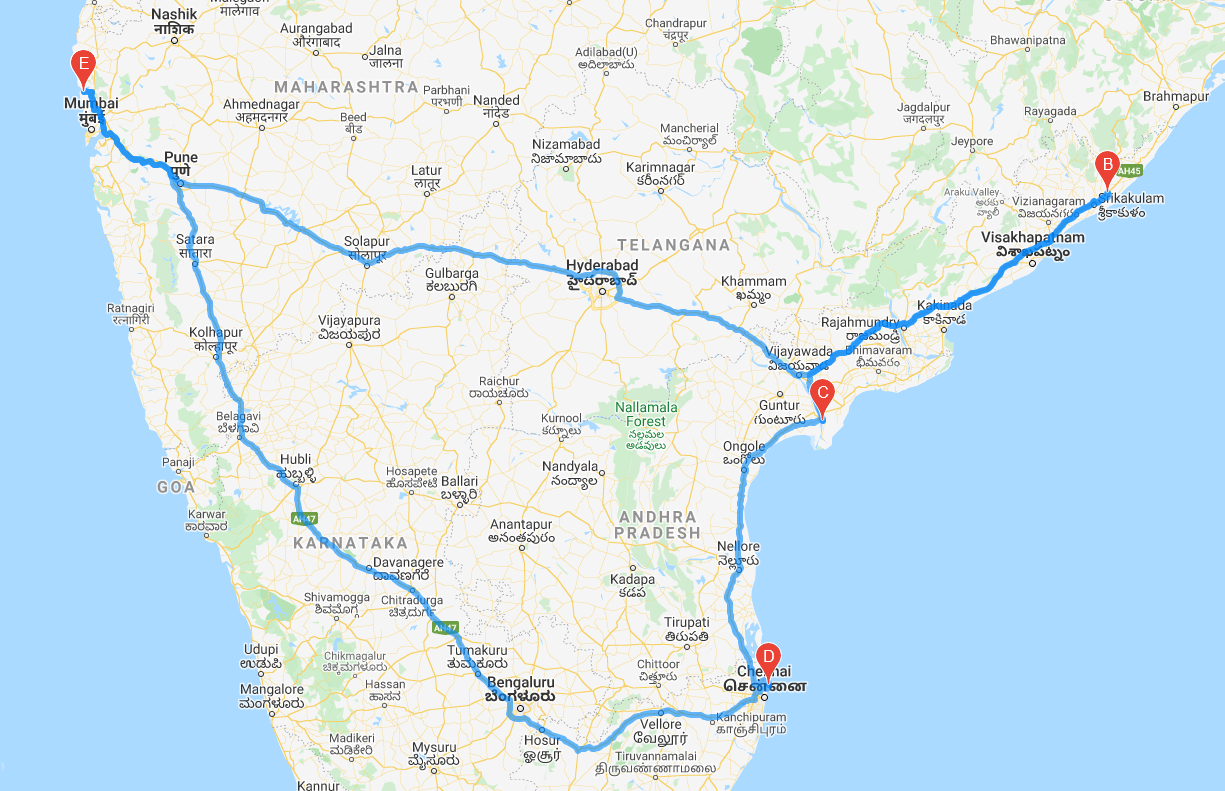 Malegaon
मालेगाव
Nashik
नाशिक
Aurangabad
औरंगाबाद
Jalna
जालना
Chandrapur
चंद्रपुर
Adilabad(U)
ఆదిలాబాదు
Bhawanipatna
E
MAHARASHTRA
Mumbai
मुंबई
Ahmednagar
अहमदनगर
Parbhani
परभणी
Nanded
नांदेड
Beed
बीड
Jagdalpur
जगदलपुर
Rayagada
Brahmapur
Mancherial
మంచిర్యాల్
Jeypore
Nizamabad
నిజామాబాదు
Karimnagar
కరీంనగర్
Pune
पुणे
Latur
लातूर
B
AH45
Araku Valley
అరకు
వ్యాలీ
Vizianagaram
విజయనగరం
Srikakulam
శ్రీకాకుళం
Satara
सातारा
Solapur
सोलापूर
TELANGANA
Visakhapatnam
విశాఖపట్నం
Hyderabad
హైదరాబాద్
Gulbarga
ಕಲಬುರಗಿ
Khammam
ఖమ్మం
Ratnagiri
रत्नागिरी
Kakinada
కాకినాడ
Rajahmundry
రాజమండ్రి
Kolhapur
कोल्हापूर
Vijayapura
ವಿಜಯಪುರ
Vijayawada
విజయవాడ
Bhimavaram
భీమవరం
Raichur
ರಾಯಚೂರು
C
Nallamala
Forest
నల్లమల
అడవులు
Guntur
గుంటూరు
Belagavi
ಬೆಳಗಾವಿ
Kurnool
కర్నూలు
Ongole
ఒంగోలు
Panaji
GOA
Hubli
ಹುಬ್ಬಳ್ಳಿ
Hosapete
ಹೊಸಪೇಟೆ
Ballari
ಬಳ್ಳಾರಿ
Nandyala
నంద్యాల
Karwar
ಕಾರವಾರ
AH47
KARNATAKA
Anantapur
అనంతపురం
ANDHRA
PRADESH
Nellore
నెల్లూరు
Davanagere
ದಾವಣಗೆರೆ
Kadapa
కడప
Shivamogga
ಶಿವಮೊಗ್ಗ
Chitradurga
ಚಿತ್ರದುರ್ಗ
AH47
Tirupati
తిరుపతి
Udupi
ಉಡುಪಿ
Chikmagalur
ಚಿಕ್ಕಮಗಳೂರು
Tumakuru
ತುಮಕೂರು
Chittoor
చిత్తూరు
D
Chennai
சென்னை
Mangalore
ಮಂಗಳೂರು
Hassan
ಹಾಸನ
Bengaluru
ಬೆಂಗಳೂರು
Kanchipuram
காஞ்சிபுரம்
Vellore
வேலூர்
Madikeri
ಮಡಿಕೇರಿ
Mysuru
ಮೈಸೂರು
Hosur
ஓசூர்
Tiruvannamalai
திருவண்ணாமலை
Kannur